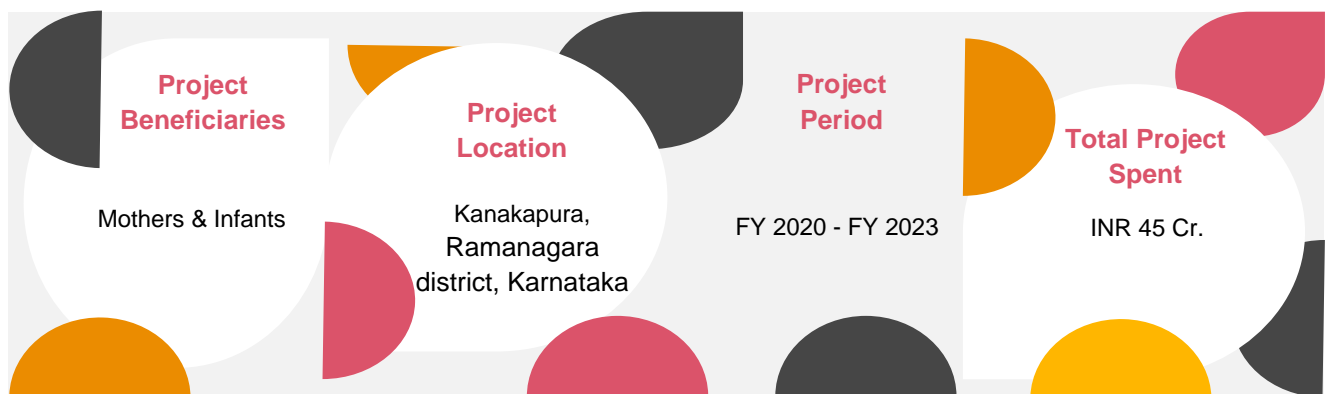 Project
Beneficiaries
Mothers & Infants
Project
Location
Kanakapura,
Ramanagara
district, Karnataka
Project
Period
FY 2020 - FY 2023
Total Project
Spent
INR 45 Cr.